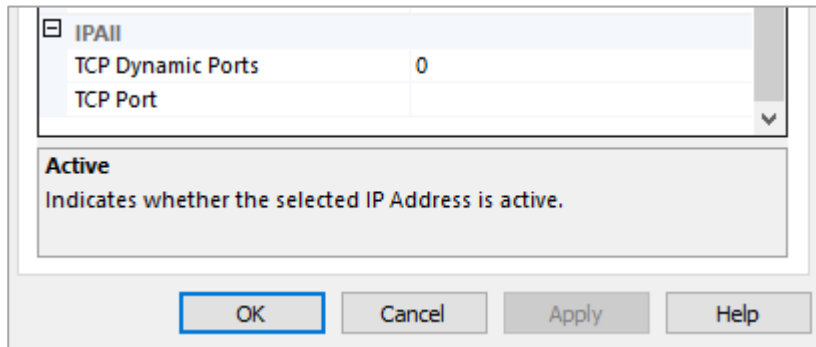 IPAll
TCP Dynamic Ports 0
TCP Port
Active
Indicates whether the selected IP Address is active.
OK Cancel Apply Help